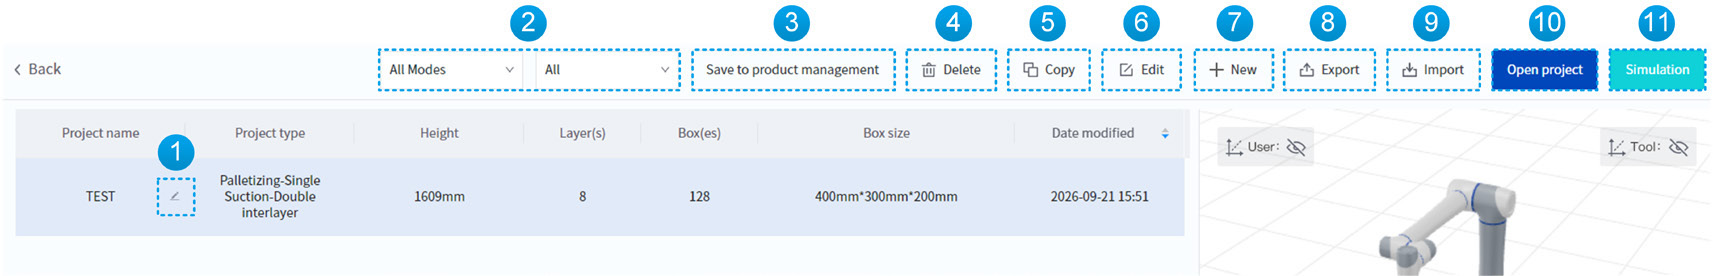 2 3 4 5 6 7 8 9 10 11
Back All Modes All Save to product management Delete Copy Edit New Export Import Open project Simulation
Project name Project type Height Layer(s) Box(es) Box size Date modified
User: Tool:
1
TEST Palletizing-Single 1609mm 8 128 400mm*300mm*200mm 2026-09-21 15:51
Suction-Double
interlayer